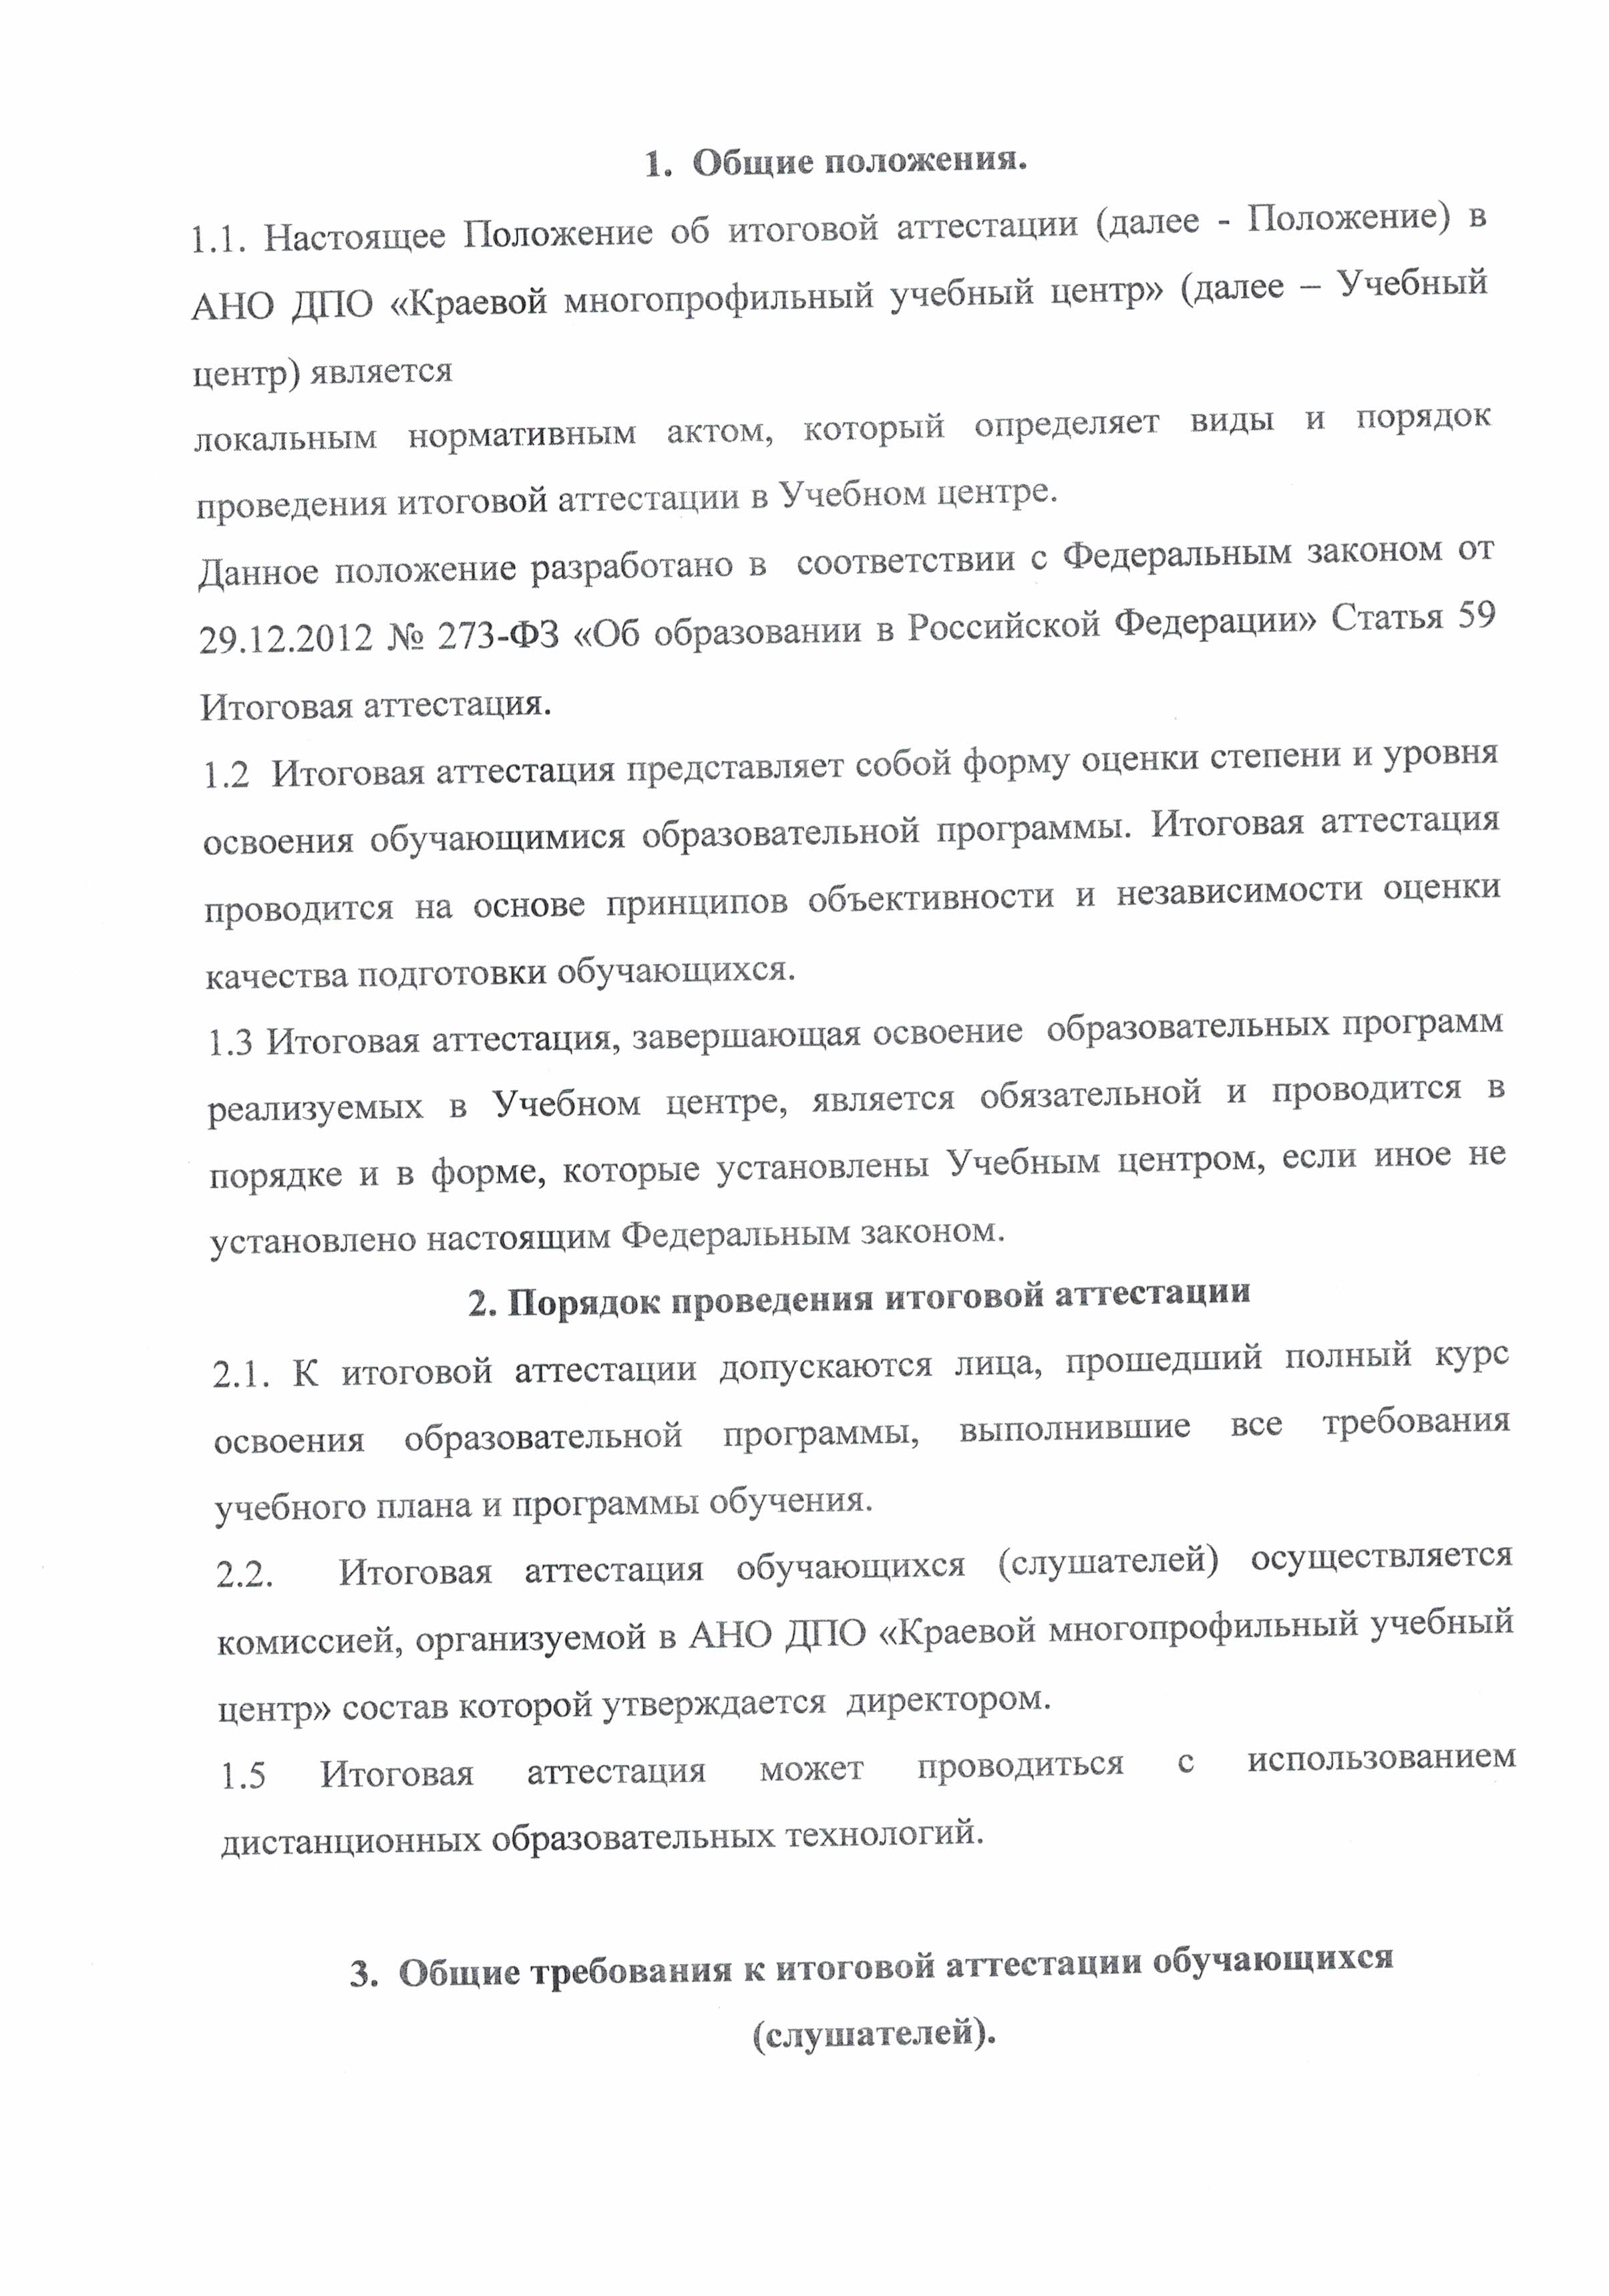 1. Общие положения.
1.1. Настоящее Положение об итоговой аттестации (далее - Положение) в
АНО ДПО «Краевой многопрофильный учебный центр» (далее – Учебный
центр) является
локальным нормативным актом, который определяет виды и порядок
проведения итоговой аттестации в Учебном центре.
Данное положение разработано в соответствии с Федеральным законом от
29.12.2012 № 273-ФЗ «Об образовании в Российской Федерации» Статья 59
Итоговая аттестация.
1.2 Итоговая аттестация представляет собой форму оценки степени и уровня
освоения обучающимися образовательной программы. Итоговая аттестация
проводится на основе принципов объективности и независимости оценки
качества подготовки обучающихся.
1.3 Итоговая аттестация, завершающая освоение образовательных программ
реализуемых в Учебном центре, является обязательной и проводится в
порядке и в форме, которые установлены Учебным центром, если иное не
установлено настоящим Федеральным законом.
2. Порядок проведения итоговой аттестации
2.1. К итоговой аттестации допускаются лица, прошедший полный курс
освоения образовательной программы, выполнившие все требования
учебного плана и программы обучения.
2.2. Итоговая аттестация обучающихся (слушателей) осуществляется
комиссией, организуемой в АНО ДПО «Краевой многопрофильный учебный
центр» состав которой утверждается директором.
1.5 Итоговая аттестация может проводиться с использованием
дистанционных образовательных технологий.
3. Общие требования к итоговой аттестации обучающихся
(слушателей).